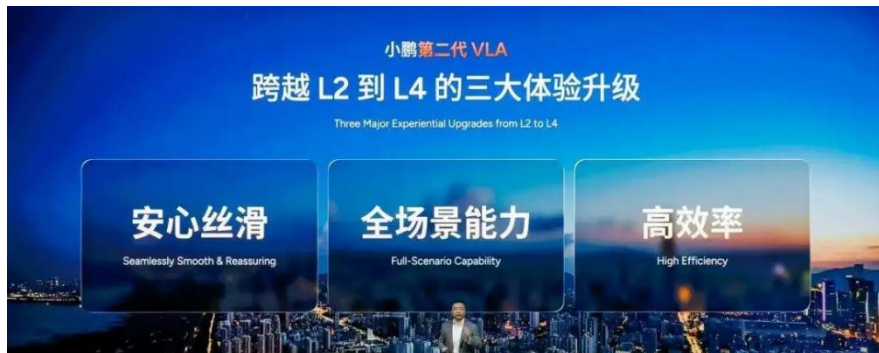 小鹏第二代 VLA
跨越 L2 到 L4 的三大体验升级
Three Major Experiential Upgrades from L2 to L4
安心丝滑
Seamlessly Smooth & Reassuring
全场景能力
Full-Scenario Capability
高效率
High Efficiency